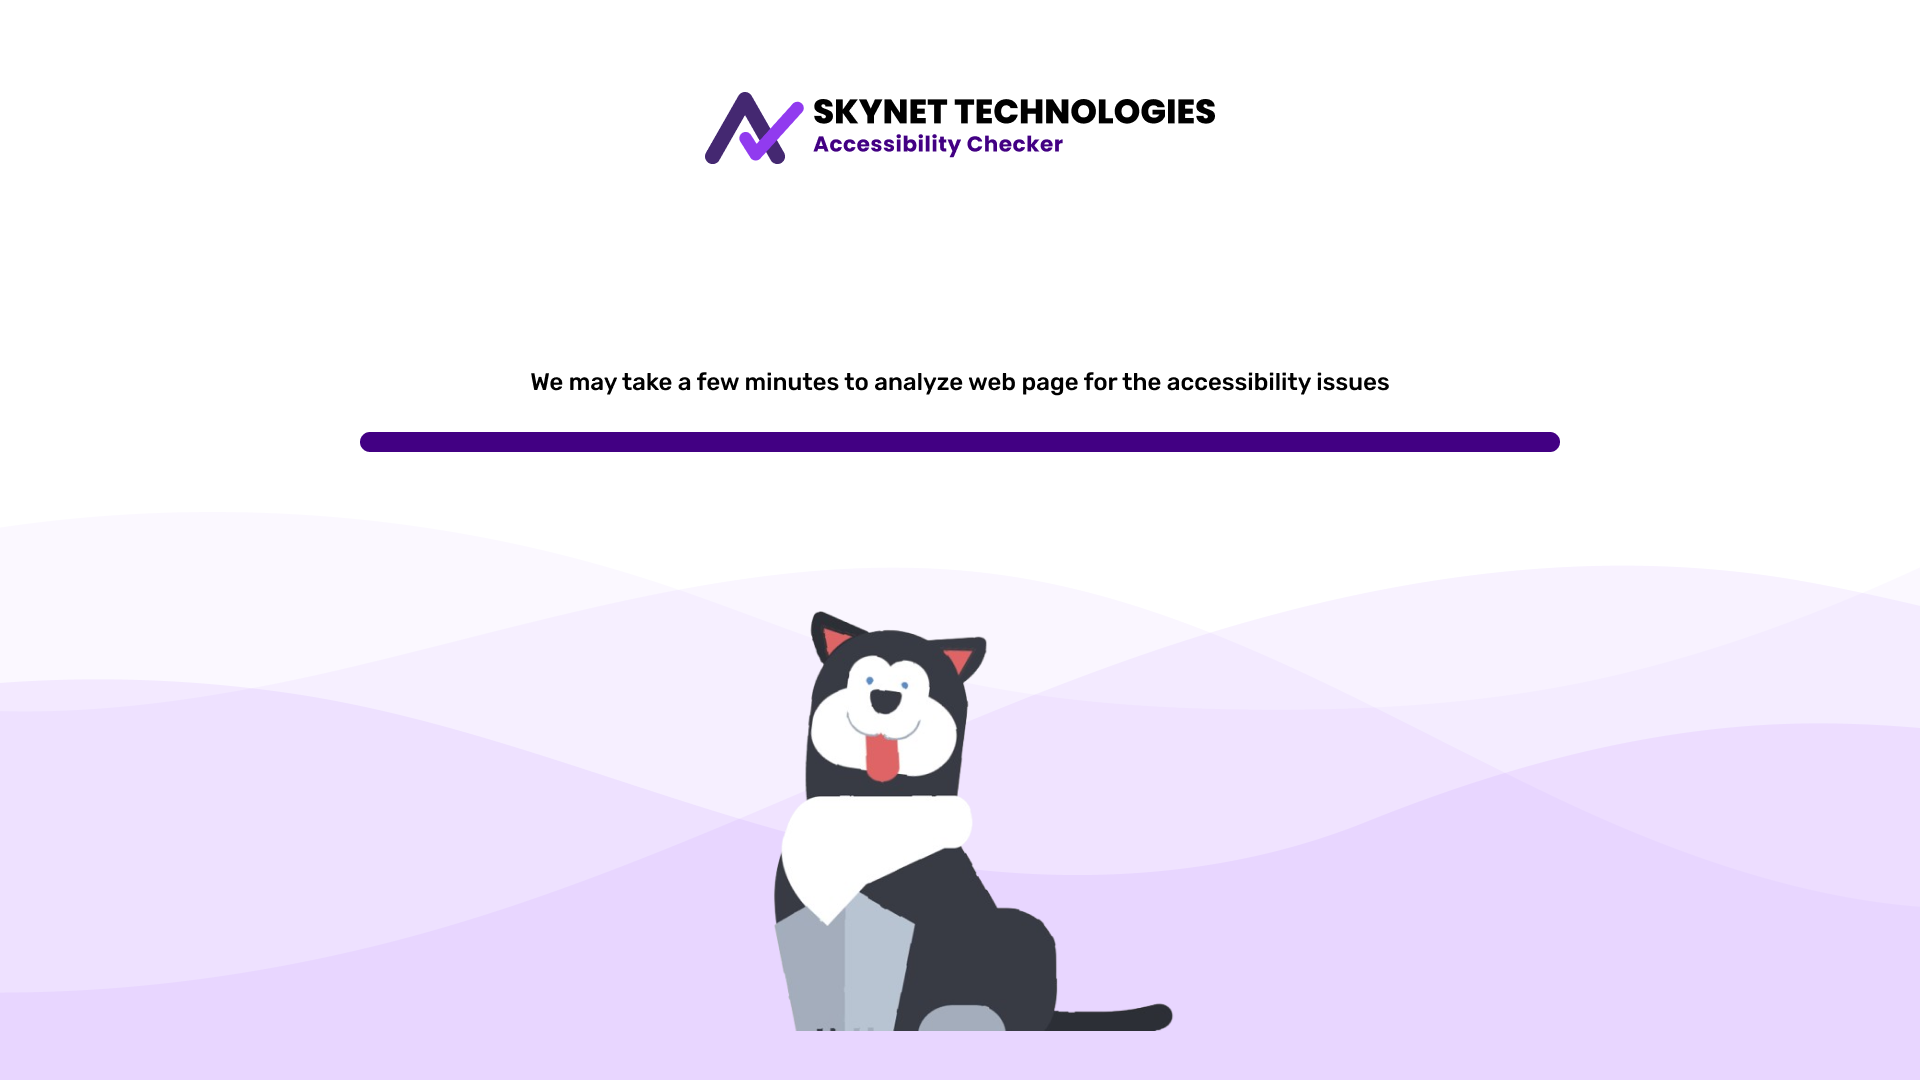 SKYNET TECHNOLOGIES
Accessibility Checker
We may take a few minutes to analyze web page for the accessibility issues